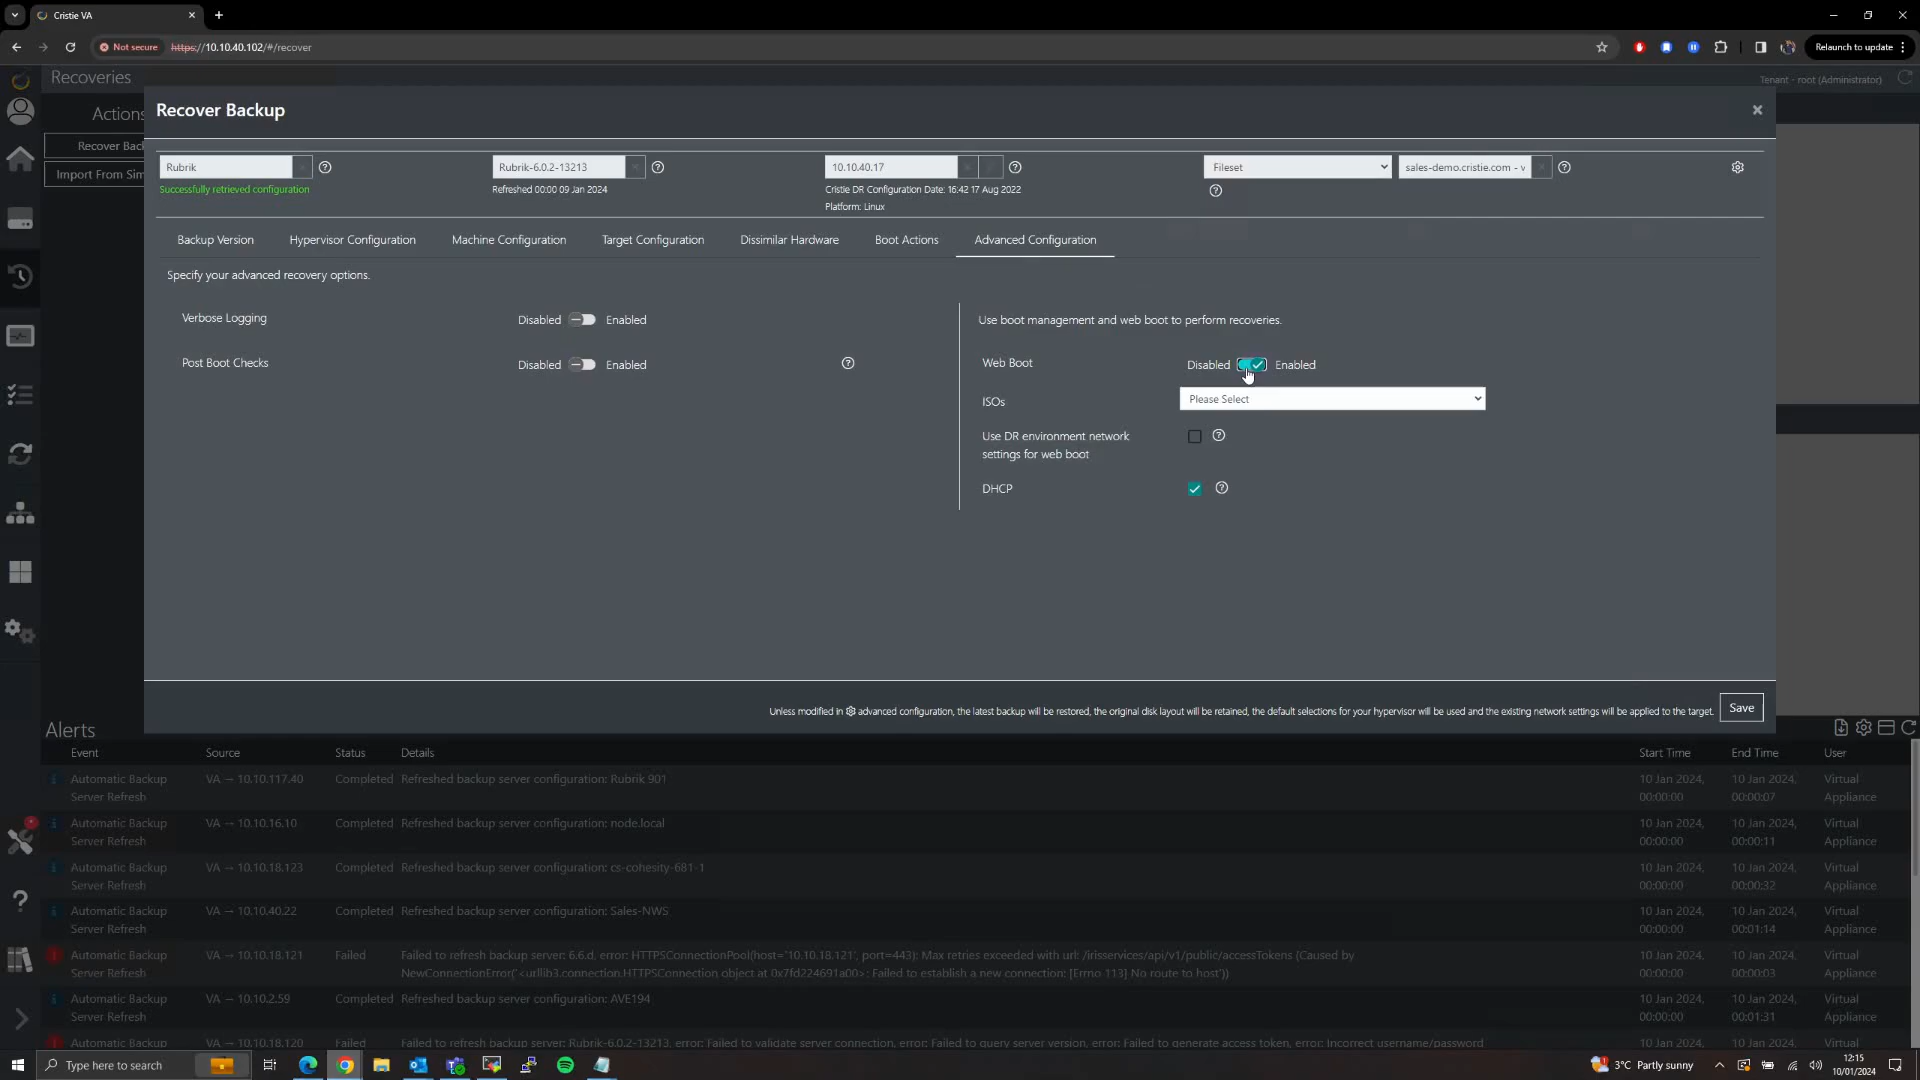 Cristie VA
Not secure https://10.10.40.102/#/recover
Relaunch to update
Recoveries
Tenant - root (Administrator)
Actions
Recover Back
Import From Sim
Recover Backup
Rubrik
Rubrik-6.0.2-13213
10.10.40.17
Fileset
sales-demo.cristie.com - v
Successfully retrieved configuration
Refreshed 00:00 09 Jan 2024
Cristie DR Configuration Date: 16:42 17 Aug 2022
Platform: Linux
Backup Version
Hypervisor Configuration
Machine Configuration
Target Configuration
Dissimilar Hardware
Boot Actions
Advanced Configuration
Specify your advanced recovery options.
Verbose Logging
Disabled Enabled
Post Boot Checks
Disabled Enabled
Use boot management and web boot to perform recoveries.
Web Boot
Disabled Enabled
ISOs
Please Select
Use DR environment network
settings for web boot
DHCP
Unless modified in advanced configuration, the latest backup will be restored, the original disk layout will be retained, the default selections for your hypervisor will be used and the existing network settings will be applied to the target.
Save
Alerts
Event Source Status Details Start Time End Time User
Automatic Backup VA → 10.10.117.40 Completed Refreshed backup server configuration: Rubrik 901 10 Jan 2024, 10 Jan 2024, Virtual
Server Refresh 00:00:00 00:00:07 Appliance
Automatic Backup VA → 10.10.16.10 Completed Refreshed backup server configuration: node.local 10 Jan 2024, 10 Jan 2024, Virtual
Server Refresh 00:00:00 00:00:11 Appliance
Automatic Backup VA → 10.10.18.123 Completed Refreshed backup server configuration: cs-cohesity-681-1 10 Jan 2024, 10 Jan 2024, Virtual
Server Refresh 00:00:00 00:00:32 Appliance
Automatic Backup VA → 10.10.40.22 Completed Refreshed backup server configuration: Sales-NWS 10 Jan 2024, 10 Jan 2024, Virtual
Server Refresh 00:00:00 00:01:14 Appliance
Automatic Backup VA → 10.10.18.121 Failed Failed to refresh backup server: 6.6.d, error: HTTPSConnectionPool(host='10.10.18.121', port=443): Max retries exceeded with url: /irisservices/api/v1/public/accessTokens (Caused by 10 Jan 2024, 10 Jan 2024, Virtual
Server Refresh NewConnectionError('<urllib3.connection.HTTPSConnection object at 0x7fd224691a00>: Failed to establish a new connection: [Errno 113] No route to host')) 00:00:00 00:00:03 Appliance
Automatic Backup VA → 10.10.2.59 Completed Refreshed backup server configuration: AVE194 10 Jan 2024, 10 Jan 2024, Virtual
Server Refresh 00:00:00 00:01:31 Appliance
Automatic Backup VA → 10.10.18.120 Failed Failed to refresh backup server: Rubrik-6.0.2-13213, error: Failed to validate server connection, error: Failed to query server version, error: Failed to generate access token, error: Incorrect username/password 10 Jan 2024, 10 Jan 2024, Virtual
Type here to search
3°C Partly sunny
12:15
10/01/2024